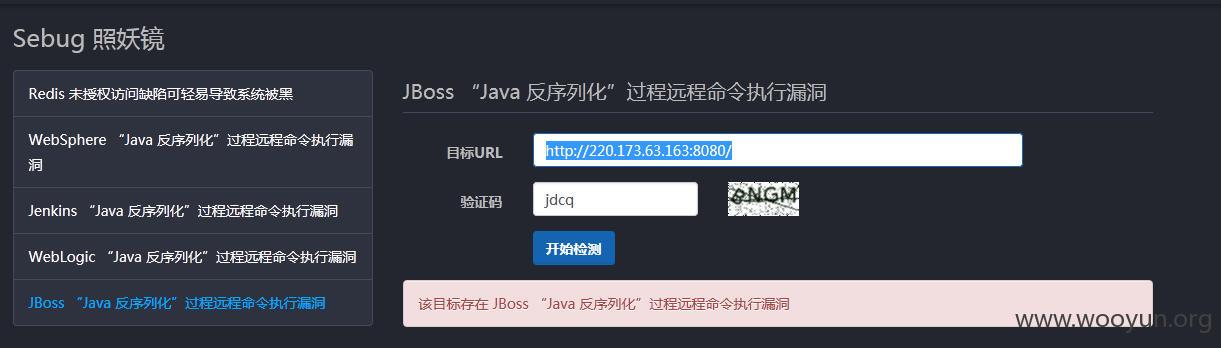 Sebug 照妖镜
Redis 未授权访问缺陷可轻易导致系统被黑
WebSphere “Java 反序列化”过程远程命令执行漏
洞
Jenkins “Java 反序列化”过程远程命令执行漏洞
WebLogic “Java 反序列化”过程远程命令执行漏洞
JBoss “Java 反序列化”过程远程命令执行漏洞
JBoss “Java 反序列化”过程远程命令执行漏洞
目标URL
http://220.173.63.163:8080/
验证码
jdcq
8NGM
开始检测
该目标存在 JBoss “Java 反序列化”过程远程命令执行漏洞
www.wooyun.org